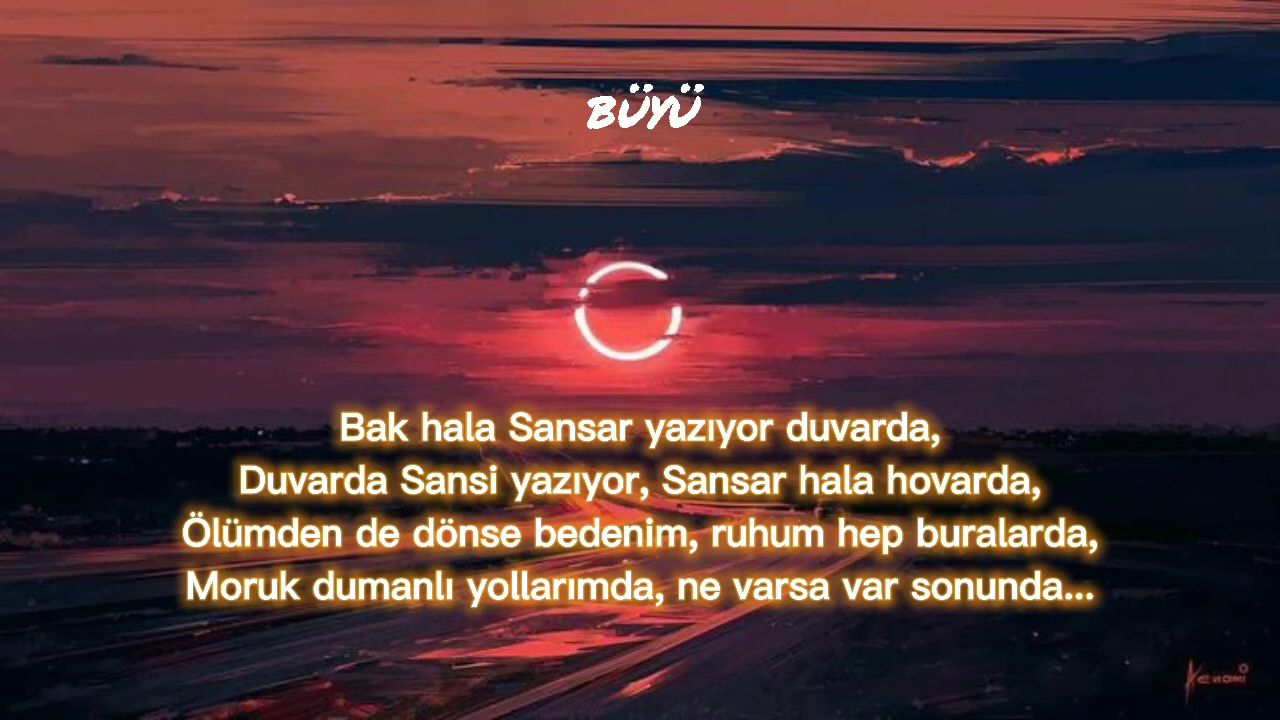 BÜYÜ
Bak hala Sansar yazıyor duvarda,
Duvarda Sansi yazıyor, Sansar hala hovarda,
Ölümden de dönse bedenim, ruhum hep buralarda,
Moruk dumanlı yollarımda, ne varsa var sonunda...
Xenami